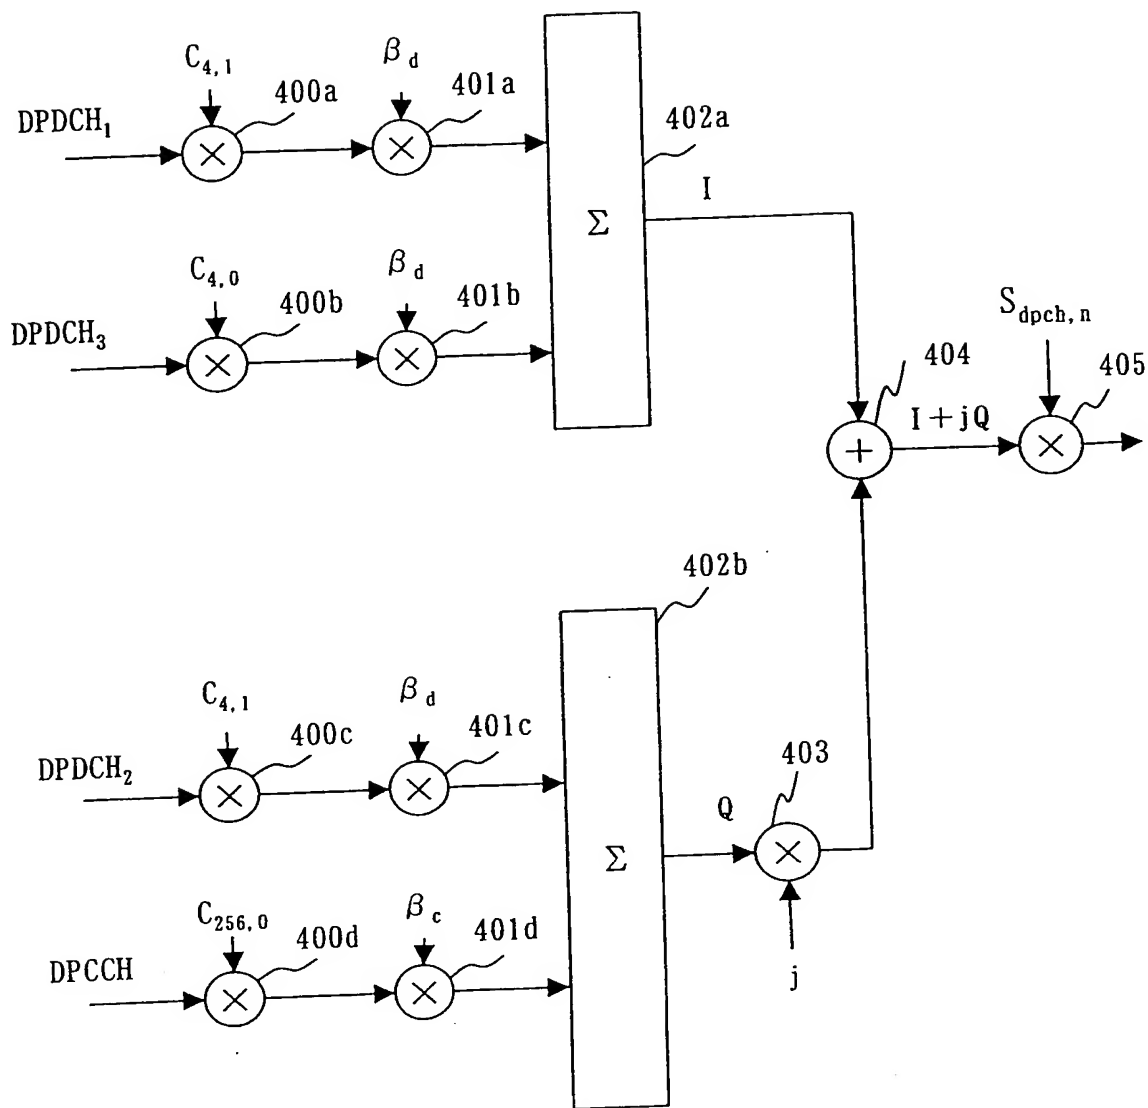 C4,1
βd
DPDCH1
400a
401a
402a
×
×
I
Σ
C4,0
βd
DPDCH3
400b
401b
×
×
Sdpch,n
404
405
I+jQ
+
×
402b
C4,1
βd
DPDCH2
400c
401c
×
×
403
Q
×
Σ
C256,0
βc
DPCCH
400d
401d
×
×
j